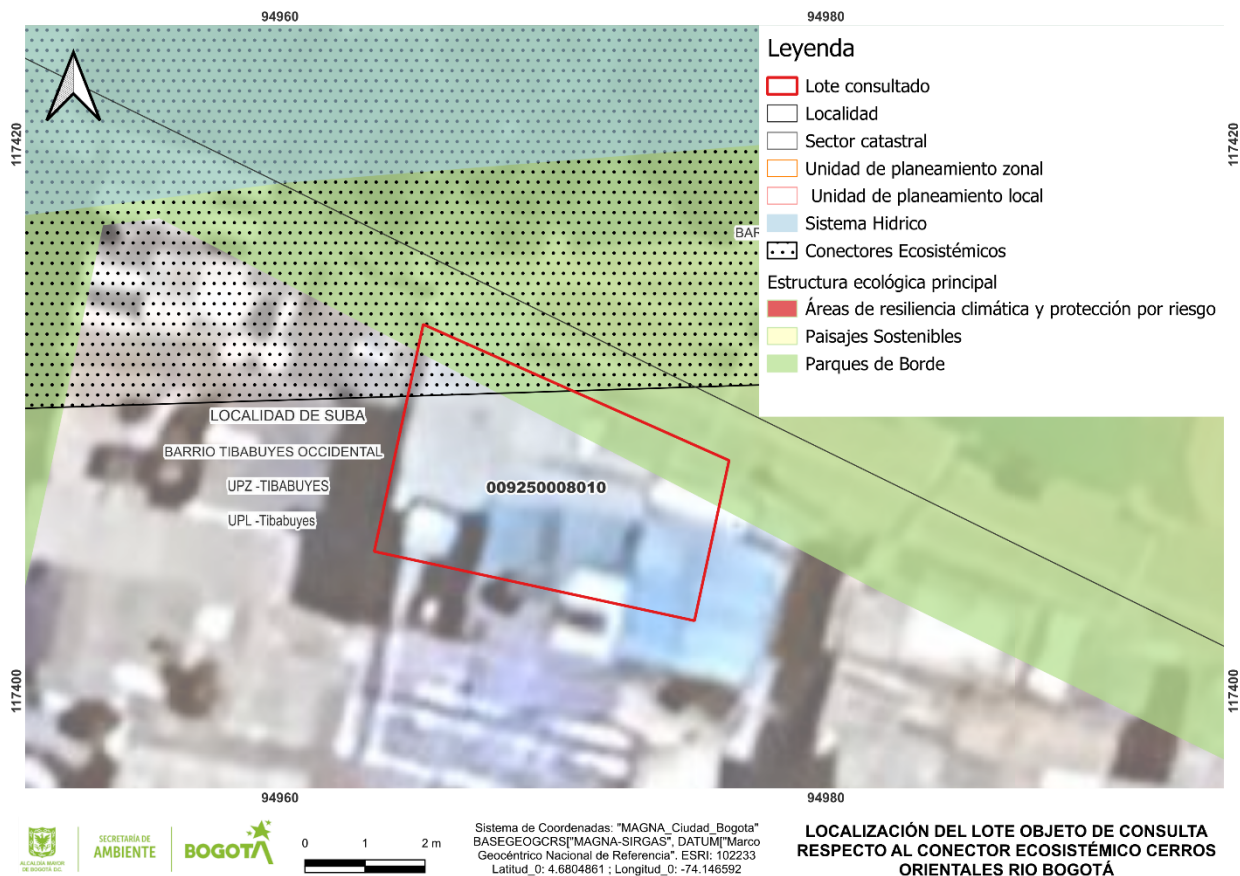 94960
94980
117420
117420
Leyenda
Lote consultado
Localidad
Sector catastral
Unidad de planeamiento zonal
Unidad de planeamiento local
Sistema Hidrico
Conectores Ecosistémicos
Estructura ecológica principal
Áreas de resiliencia climática y protección por riesgo
Paisajes Sostenibles
Parques de Borde
BAR
LOCALIDAD DE SUBA
BARRIO TIBABUYES OCCIDENTAL
UPZ -TIBABUYES
UPL -Tibabuyes
009250008010
117400
117400
94960
94980
ALCALDÍA MAYOR
DE BOGOTÁ D.C.
SECRETARÍA DE
AMBIENTE
BOGOTÁ
0 1 2 m
Sistema de Coordenadas: "MAGNA_Ciudad_Bogota"
BASEGEOGCRS["MAGNA-SIRGAS", DATUM["Marco
Geocéntrico Nacional de Referencia". ESRI: 102233
Latitud_0: 4.6804861 ; Longitud_0: -74.146592
LOCALIZACIÓN DEL LOTE OBJETO DE CONSULTA
RESPECTO AL CONECTOR ECOSISTÉMICO CERROS
ORIENTALES RIO BOGOTÁ